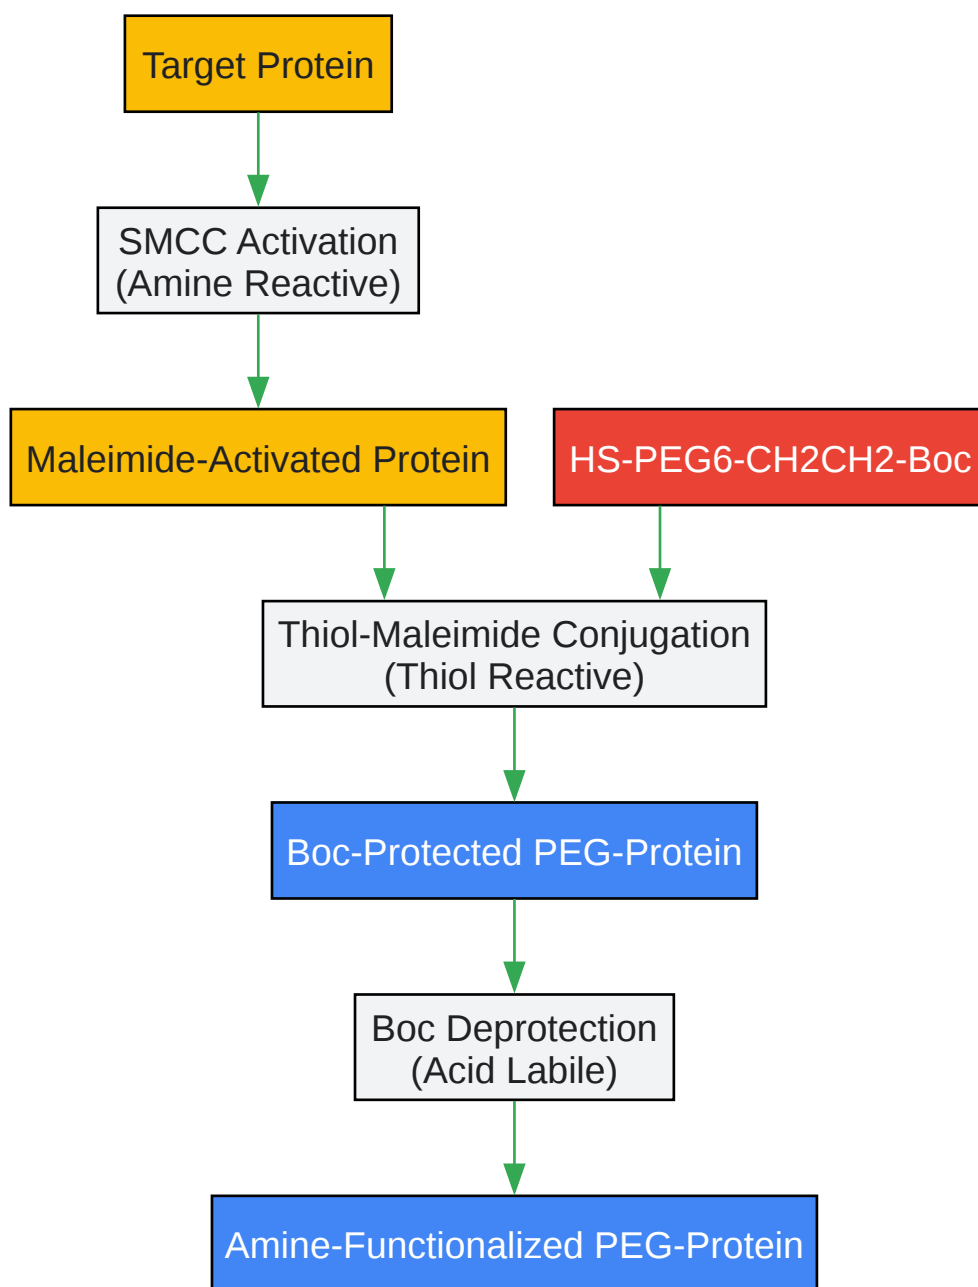 Target Protein
SMCC Activation
(Amine Reactive)
Maleimide-Activated Protein
HS-PEG6-CH2CH2-Boc
Thiol-Maleimide Conjugation
(Thiol Reactive)
Boc-Protected PEG-Protein
Boc Deprotection
(Acid Labile)
Amine-Functionalized PEG-Protein